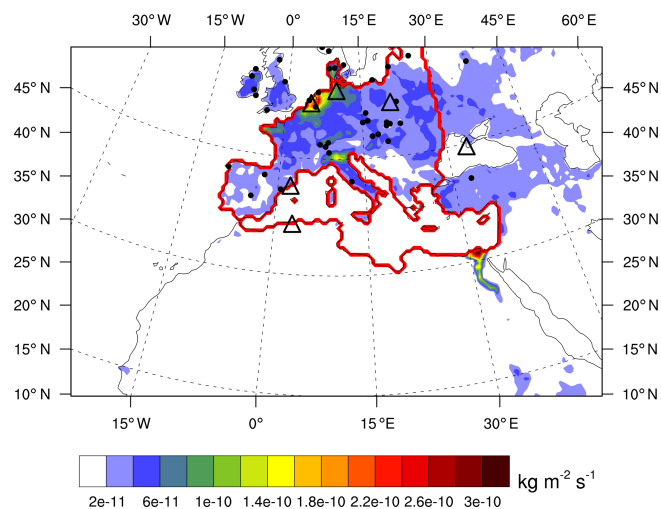 30°W 15°W 0° 15°E 30°E 45°E 60°E
45°N 45°N
40°N 40°N
35°N 35°N
30°N 30°N
25°N 25°N
20°N 20°N
15°N 15°N
10°N 10°N
15°W 0° 15°E 30°E
kg m⁻² s⁻¹
2e-11 6e-11 1e-10 1.4e-10 1.8e-10 2.2e-10 2.6e-10 3e-10